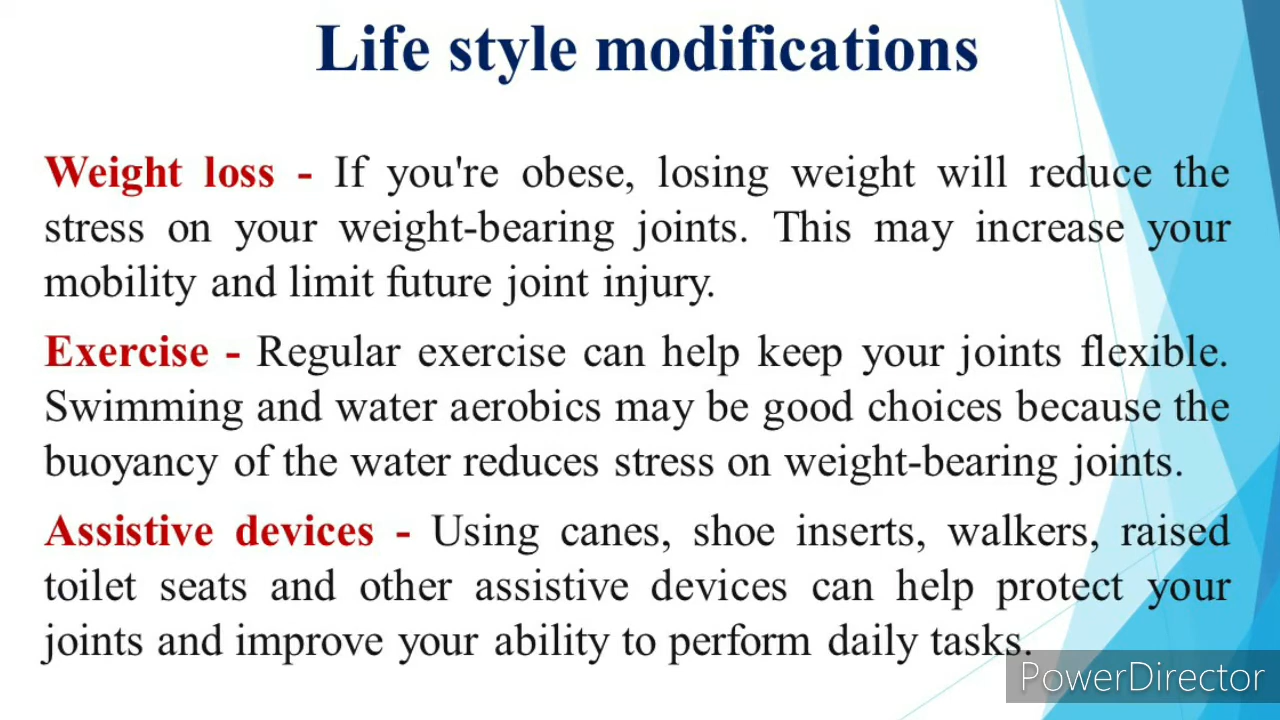 Life style modifications
Weight loss - If you're obese, losing weight will reduce the
stress on your weight-bearing joints. This may increase your
mobility and limit future joint injury.
Exercise - Regular exercise can help keep your joints flexible.
Swimming and water aerobics may be good choices because the
buoyancy of the water reduces stress on weight-bearing joints.
Assistive devices - Using canes, shoe inserts, walkers, raised
toilet seats and other assistive devices can help protect your
joints and improve your ability to perform daily tasks.
PowerDirector